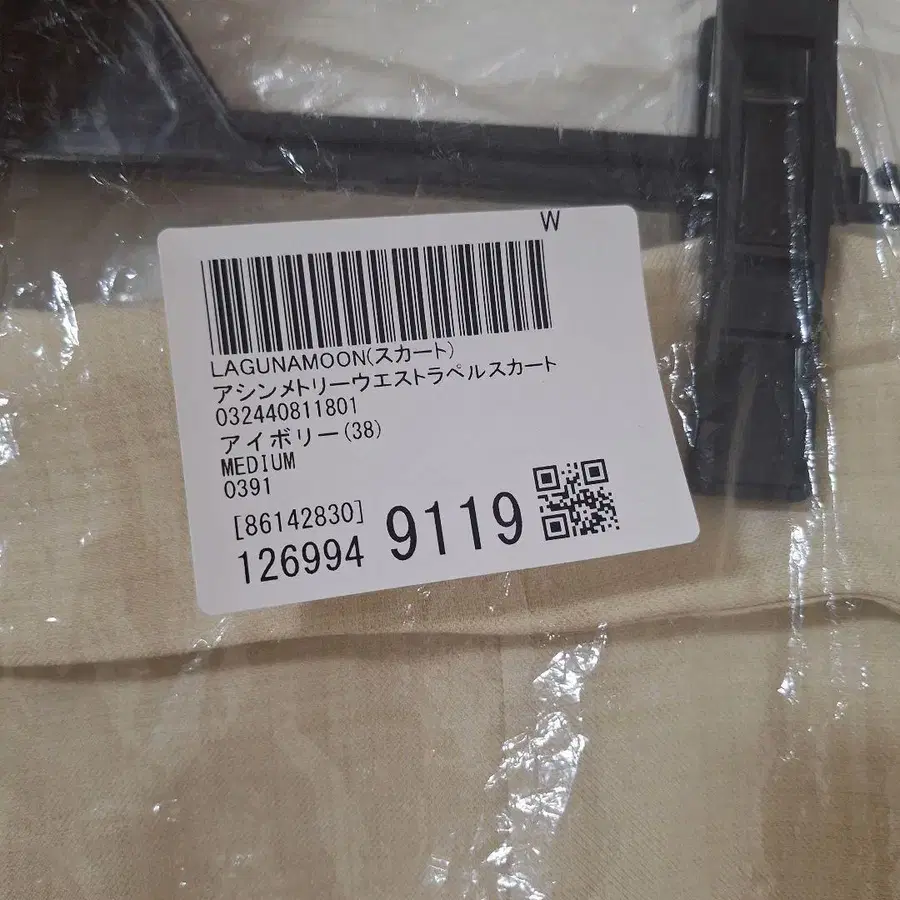 W
LAGUNAMOON(スカート)
アシンメトリーウエストラペルスカート
032440811801
アイボリー(38)
MEDIUM
0391
[86142830]
126994 9119